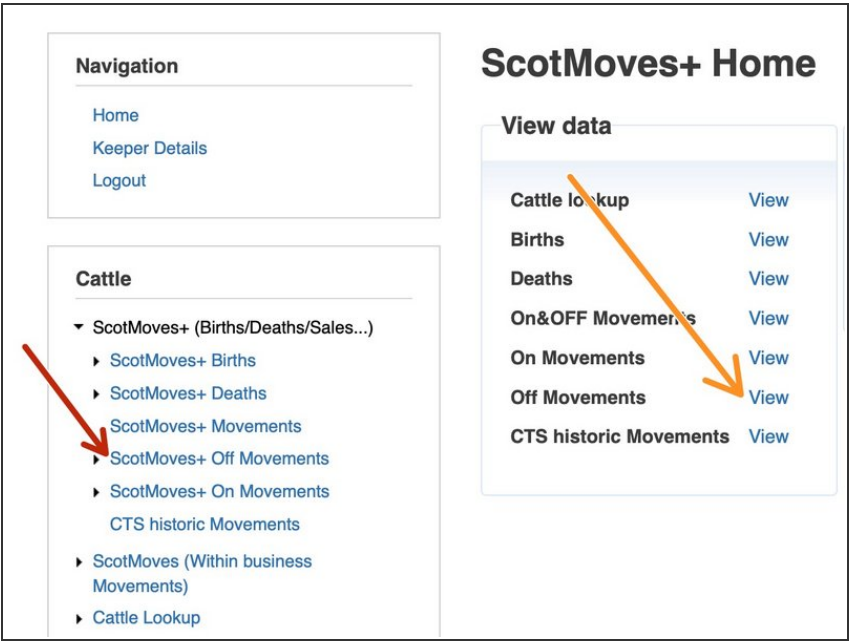 Navigation
Home
Keeper Details
Logout
Cattle
ScotMoves+ (Births/Deaths/Sales...)
ScotMoves+ Births
ScotMoves+ Deaths
ScotMoves+ Movements
ScotMoves+ Off Movements
ScotMoves+ On Movements
CTS historic Movements
ScotMoves (Within business
Movements)
Cattle Lookup
ScotMoves+ Home
View data
Cattle lookup View
Births View
Deaths View
On&OFF Movements View
On Movements View
Off Movements View
CTS historic Movements View